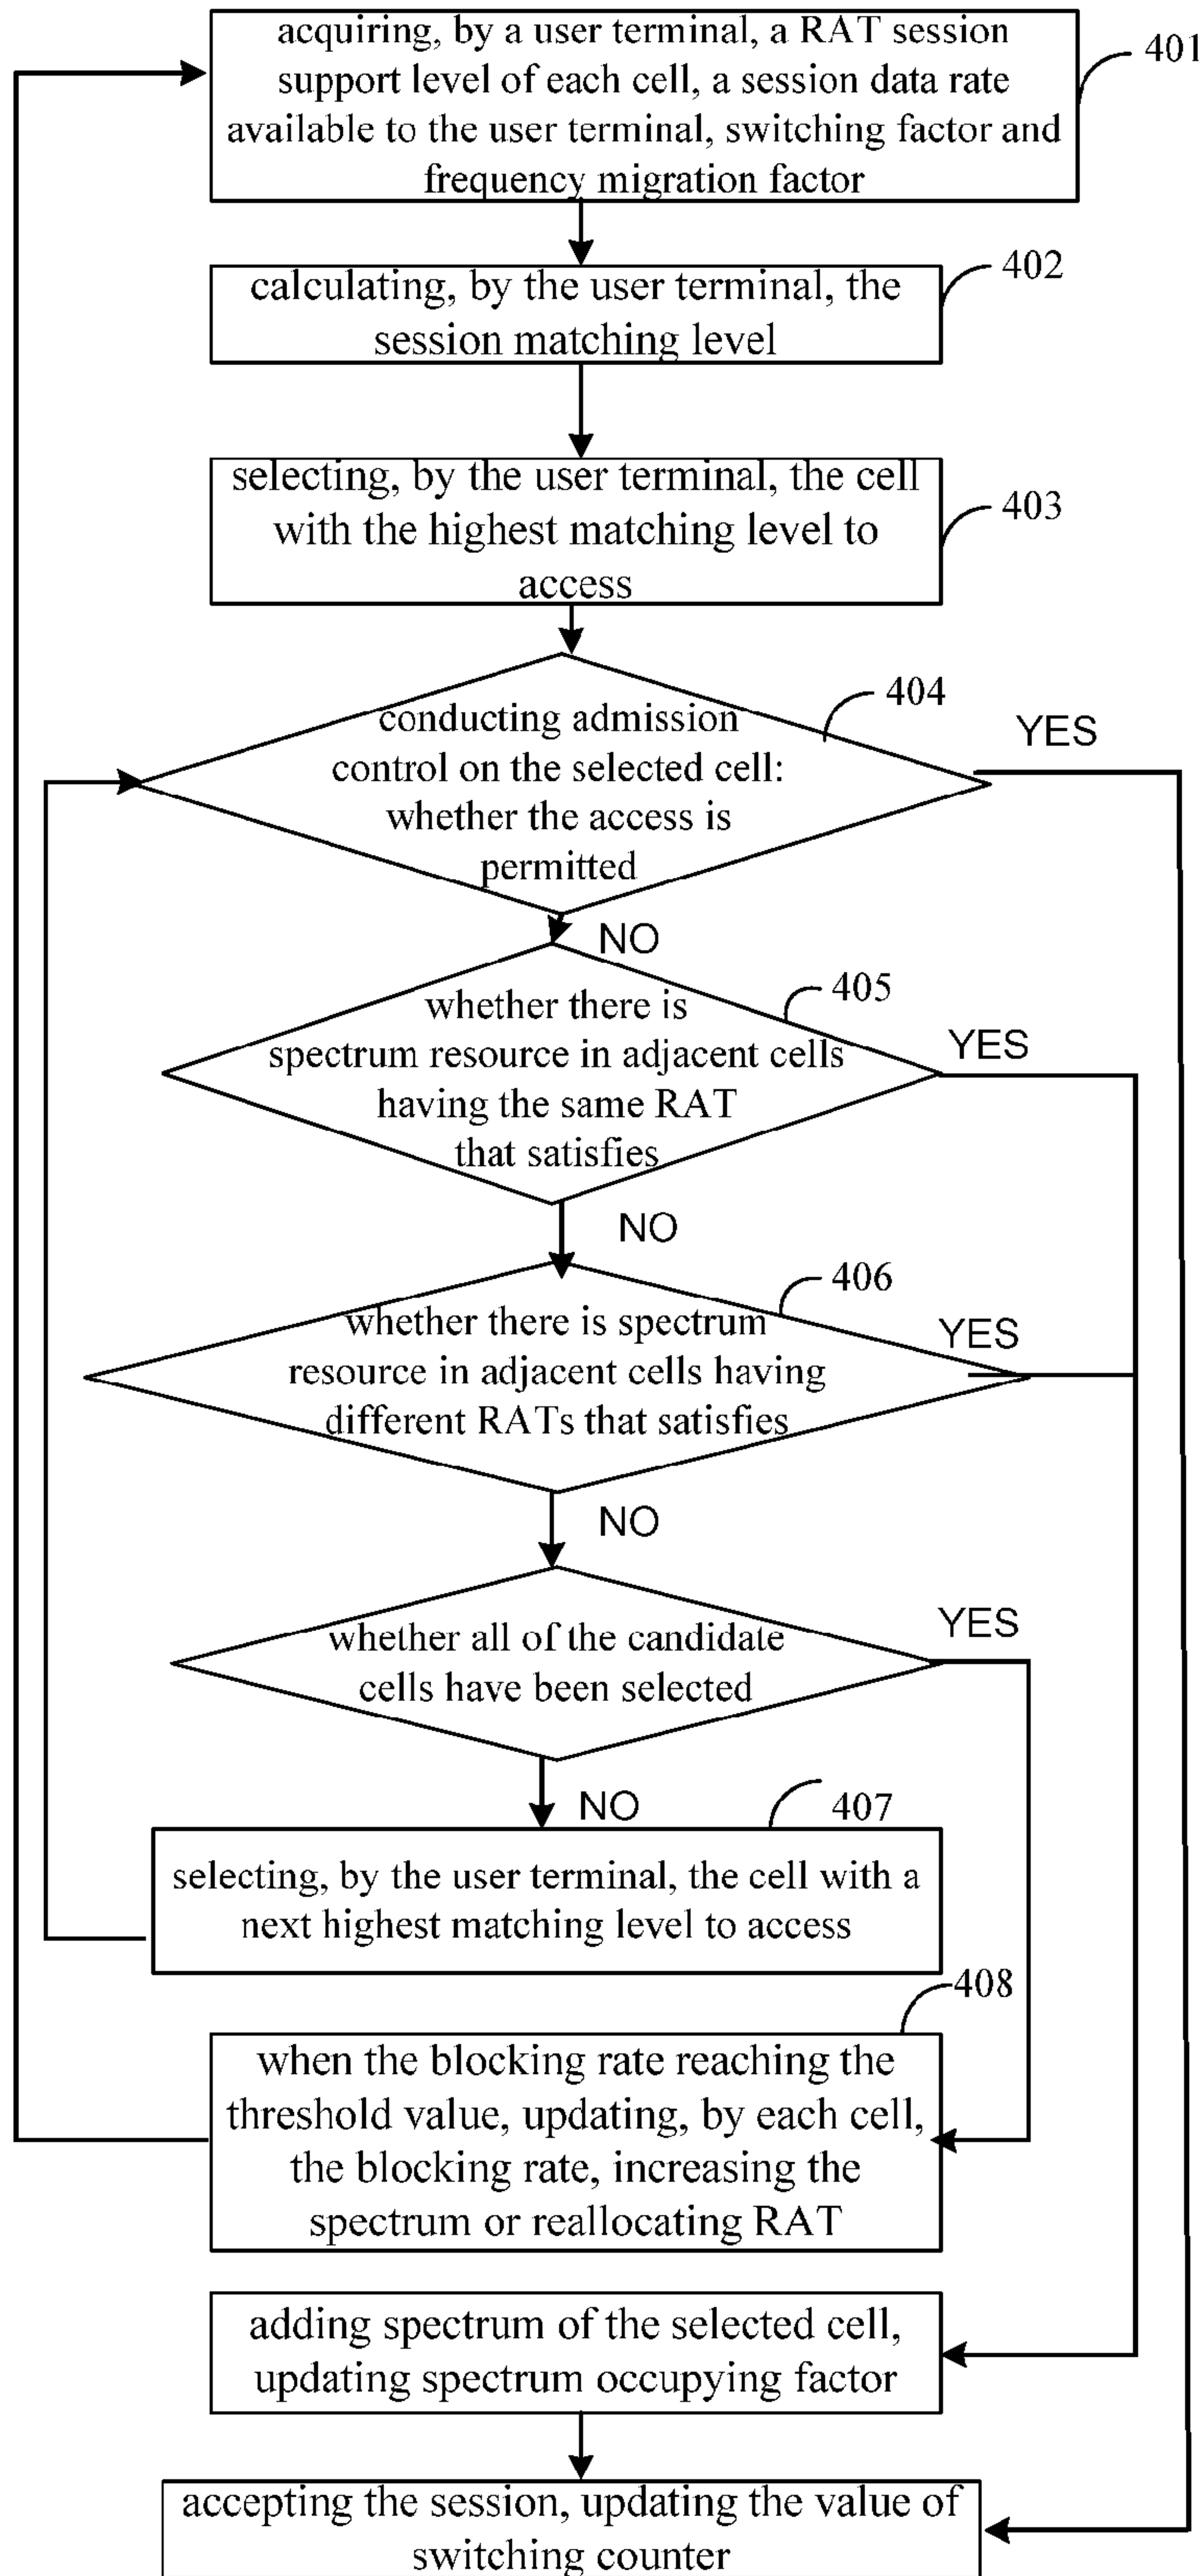 acquiring, by a user terminal, a RAT session
support level of each cell, a session data rate
available to the user terminal, switching factor and
frequency migration factor
401
calculating, by the user terminal, the
session matching level
402
selecting, by the user terminal, the cell
with the highest matching level to
access
403
conducting admission
control on the selected cell:
whether the access is
permitted
404
YES
NO
whether there is
spectrum resource in adjacent cells
having the same RAT
that satisfies
405
YES
NO
whether there is spectrum
resource in adjacent cells having
different RATs that satisfies
406
YES
NO
whether all of the candidate
cells have been selected
YES
NO
407
selecting, by the user terminal, the cell with a
next highest matching level to access
408
when the blocking rate reaching the
threshold value, updating, by each cell,
the blocking rate, increasing the
spectrum or reallocating RAT
adding spectrum of the selected cell,
updating spectrum occupying factor
accepting the session, updating the value of
switching counter